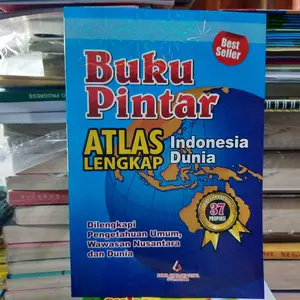 Best
Seller
Buku
Pintar
ATLAS Indonesia
LENGKAP Dunia
37
PROPINSI
Dilengkapi
Pengetahuan Umum,
Wawasan Nusantara
dan Dunia